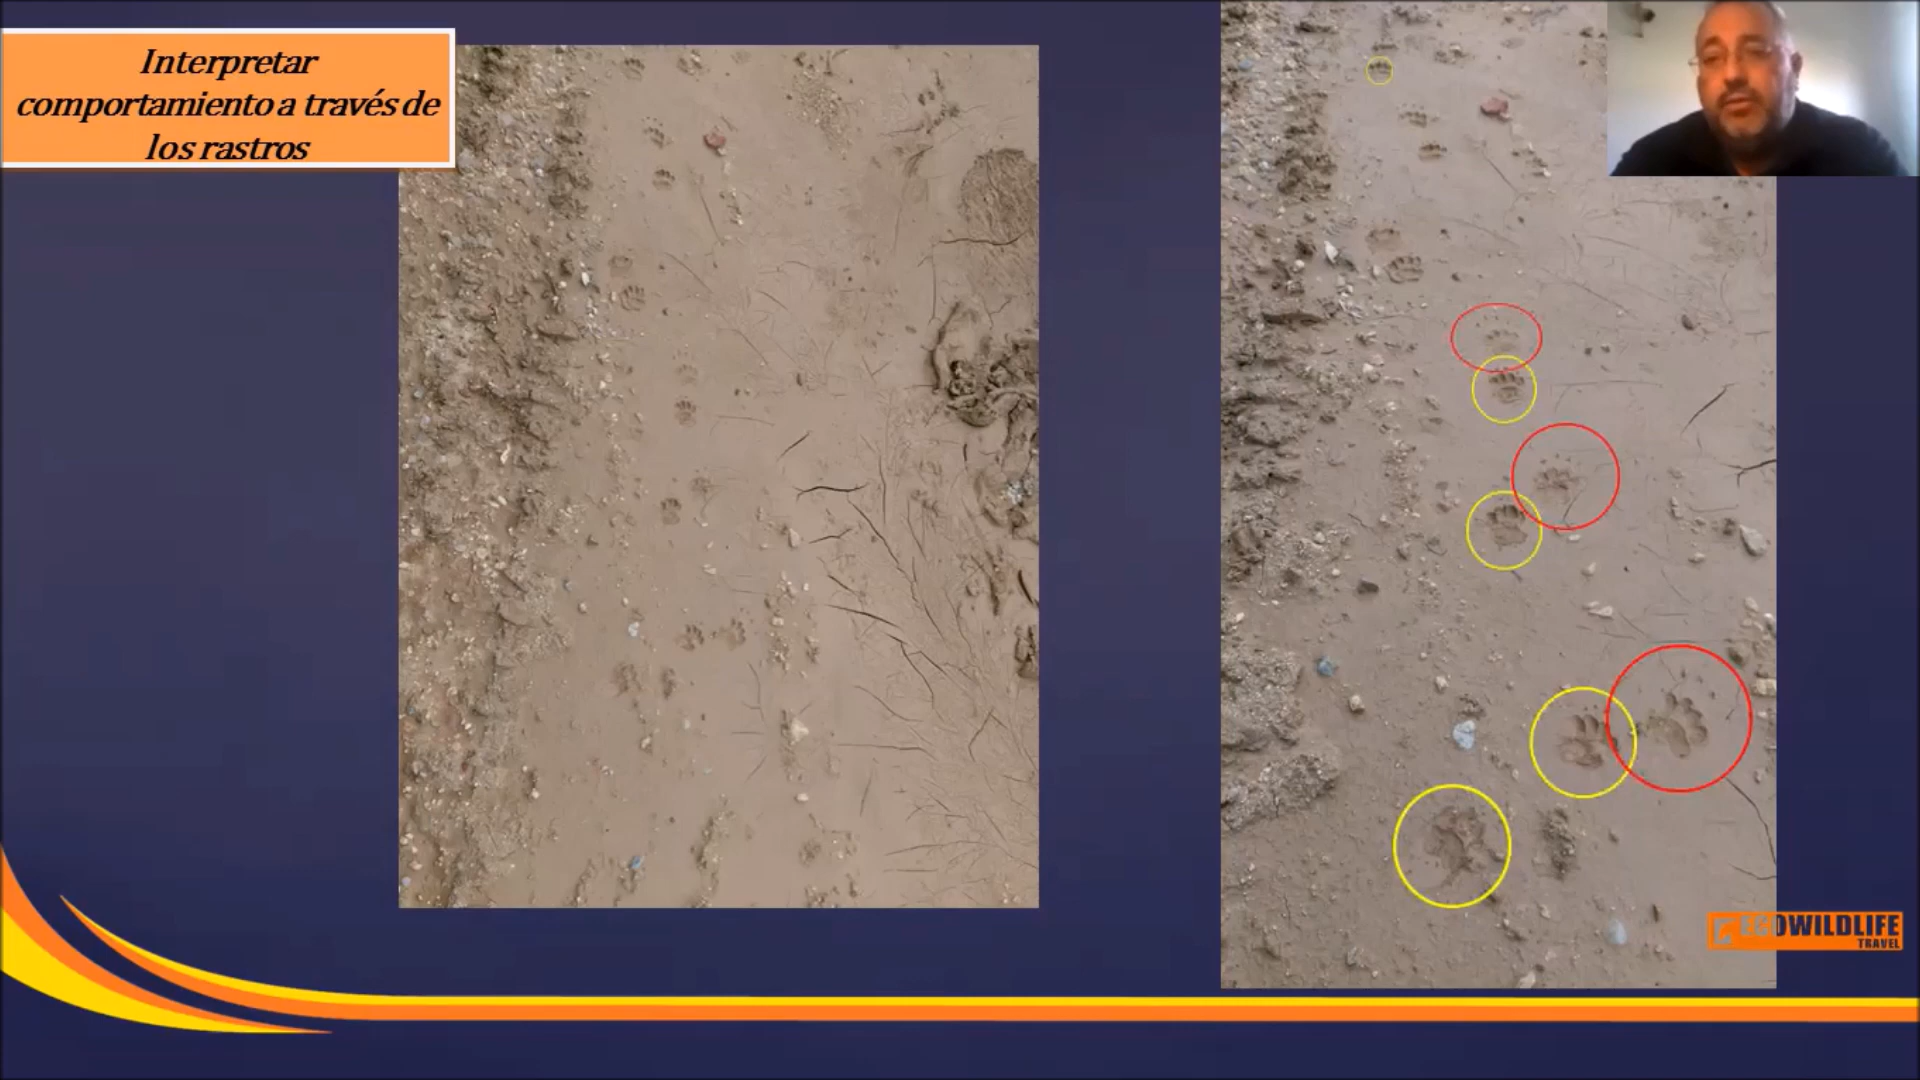 Interpretar
comportamiento a través de
los rastros
ECOWILDLIFE
TRAVEL